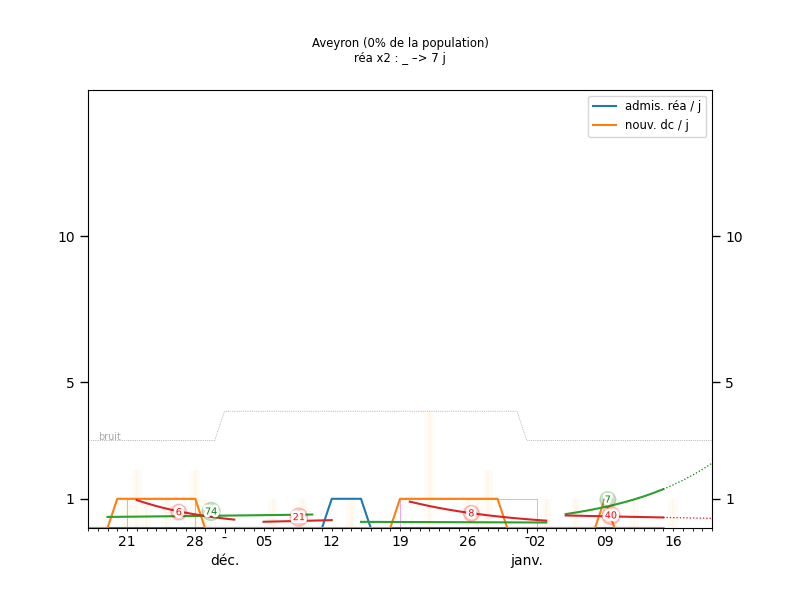 Aveyron (0% de la population)
réa x2 : _ –> 7 j
admis. réa / j
nouv. dc / j
10 10
5 5
bruit
1 1
6 74 21 8 7 40
21 28 - 05 12 19 26 - 02 09 16
déc. janv.